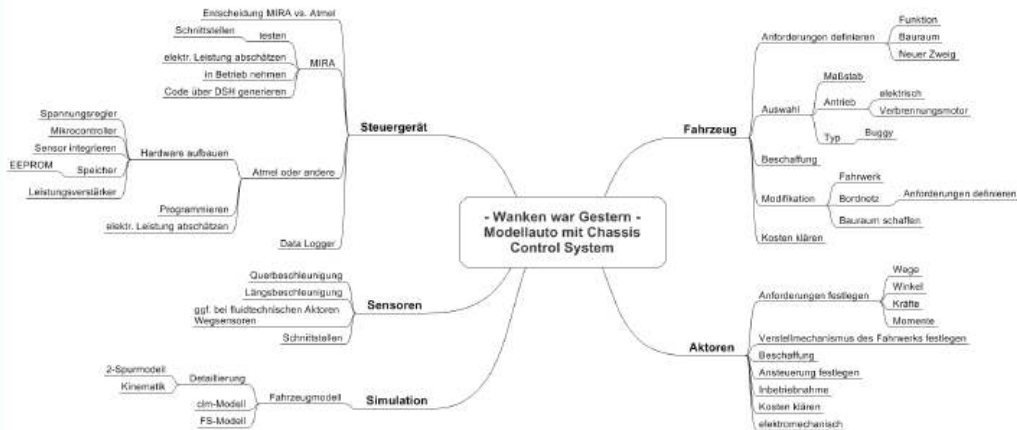 - Wanken war Gestern -
Modellauto mit Chassis
Control System
Steuergerät
Entscheidung MIRA vs. Atmel
MIRA
testen
Schnittstellen
elektr. Leistung abschätzen
in Betrieb nehmen
Code über DSH generieren
Atmel oder andere
Hardware aufbauen
Spannungsregler
Mikrocontroller
Sensor integrieren
Speicher
EEPROM
Leistungsverstärker
Programmieren
elektr. Leistung abschätzen
Data Logger
Sensoren
Querbeschleunigung
Längsbeschleunigung
ggf. bei fluidtechnischen Aktoren
Wegsensoren
Schnittstellen
Simulation
Fahrzeugmodell
Detaillierung
2-Spurmodell
Kinematik
clm-Modell
FS-Modell
Fahrzeug
Anforderungen definieren
Funktion
Bauraum
Neuer Zweig
Auswahl
Maßstab
Antrieb
elektrisch
Verbrennungsmotor
Typ
Buggy
Beschaffung
Modifikation
Fahrwerk
Bordnetz
Anforderungen definieren
Bauraum schaffen
Kosten klären
Aktoren
Anforderungen festlegen
Wege
Winkel
Kräfte
Momente
Verstellmechanismus des Fahrwerks festlegen
Beschaffung
Ansteuerung festlegen
Inbetriebnahme
Kosten klären
elektromechanisch